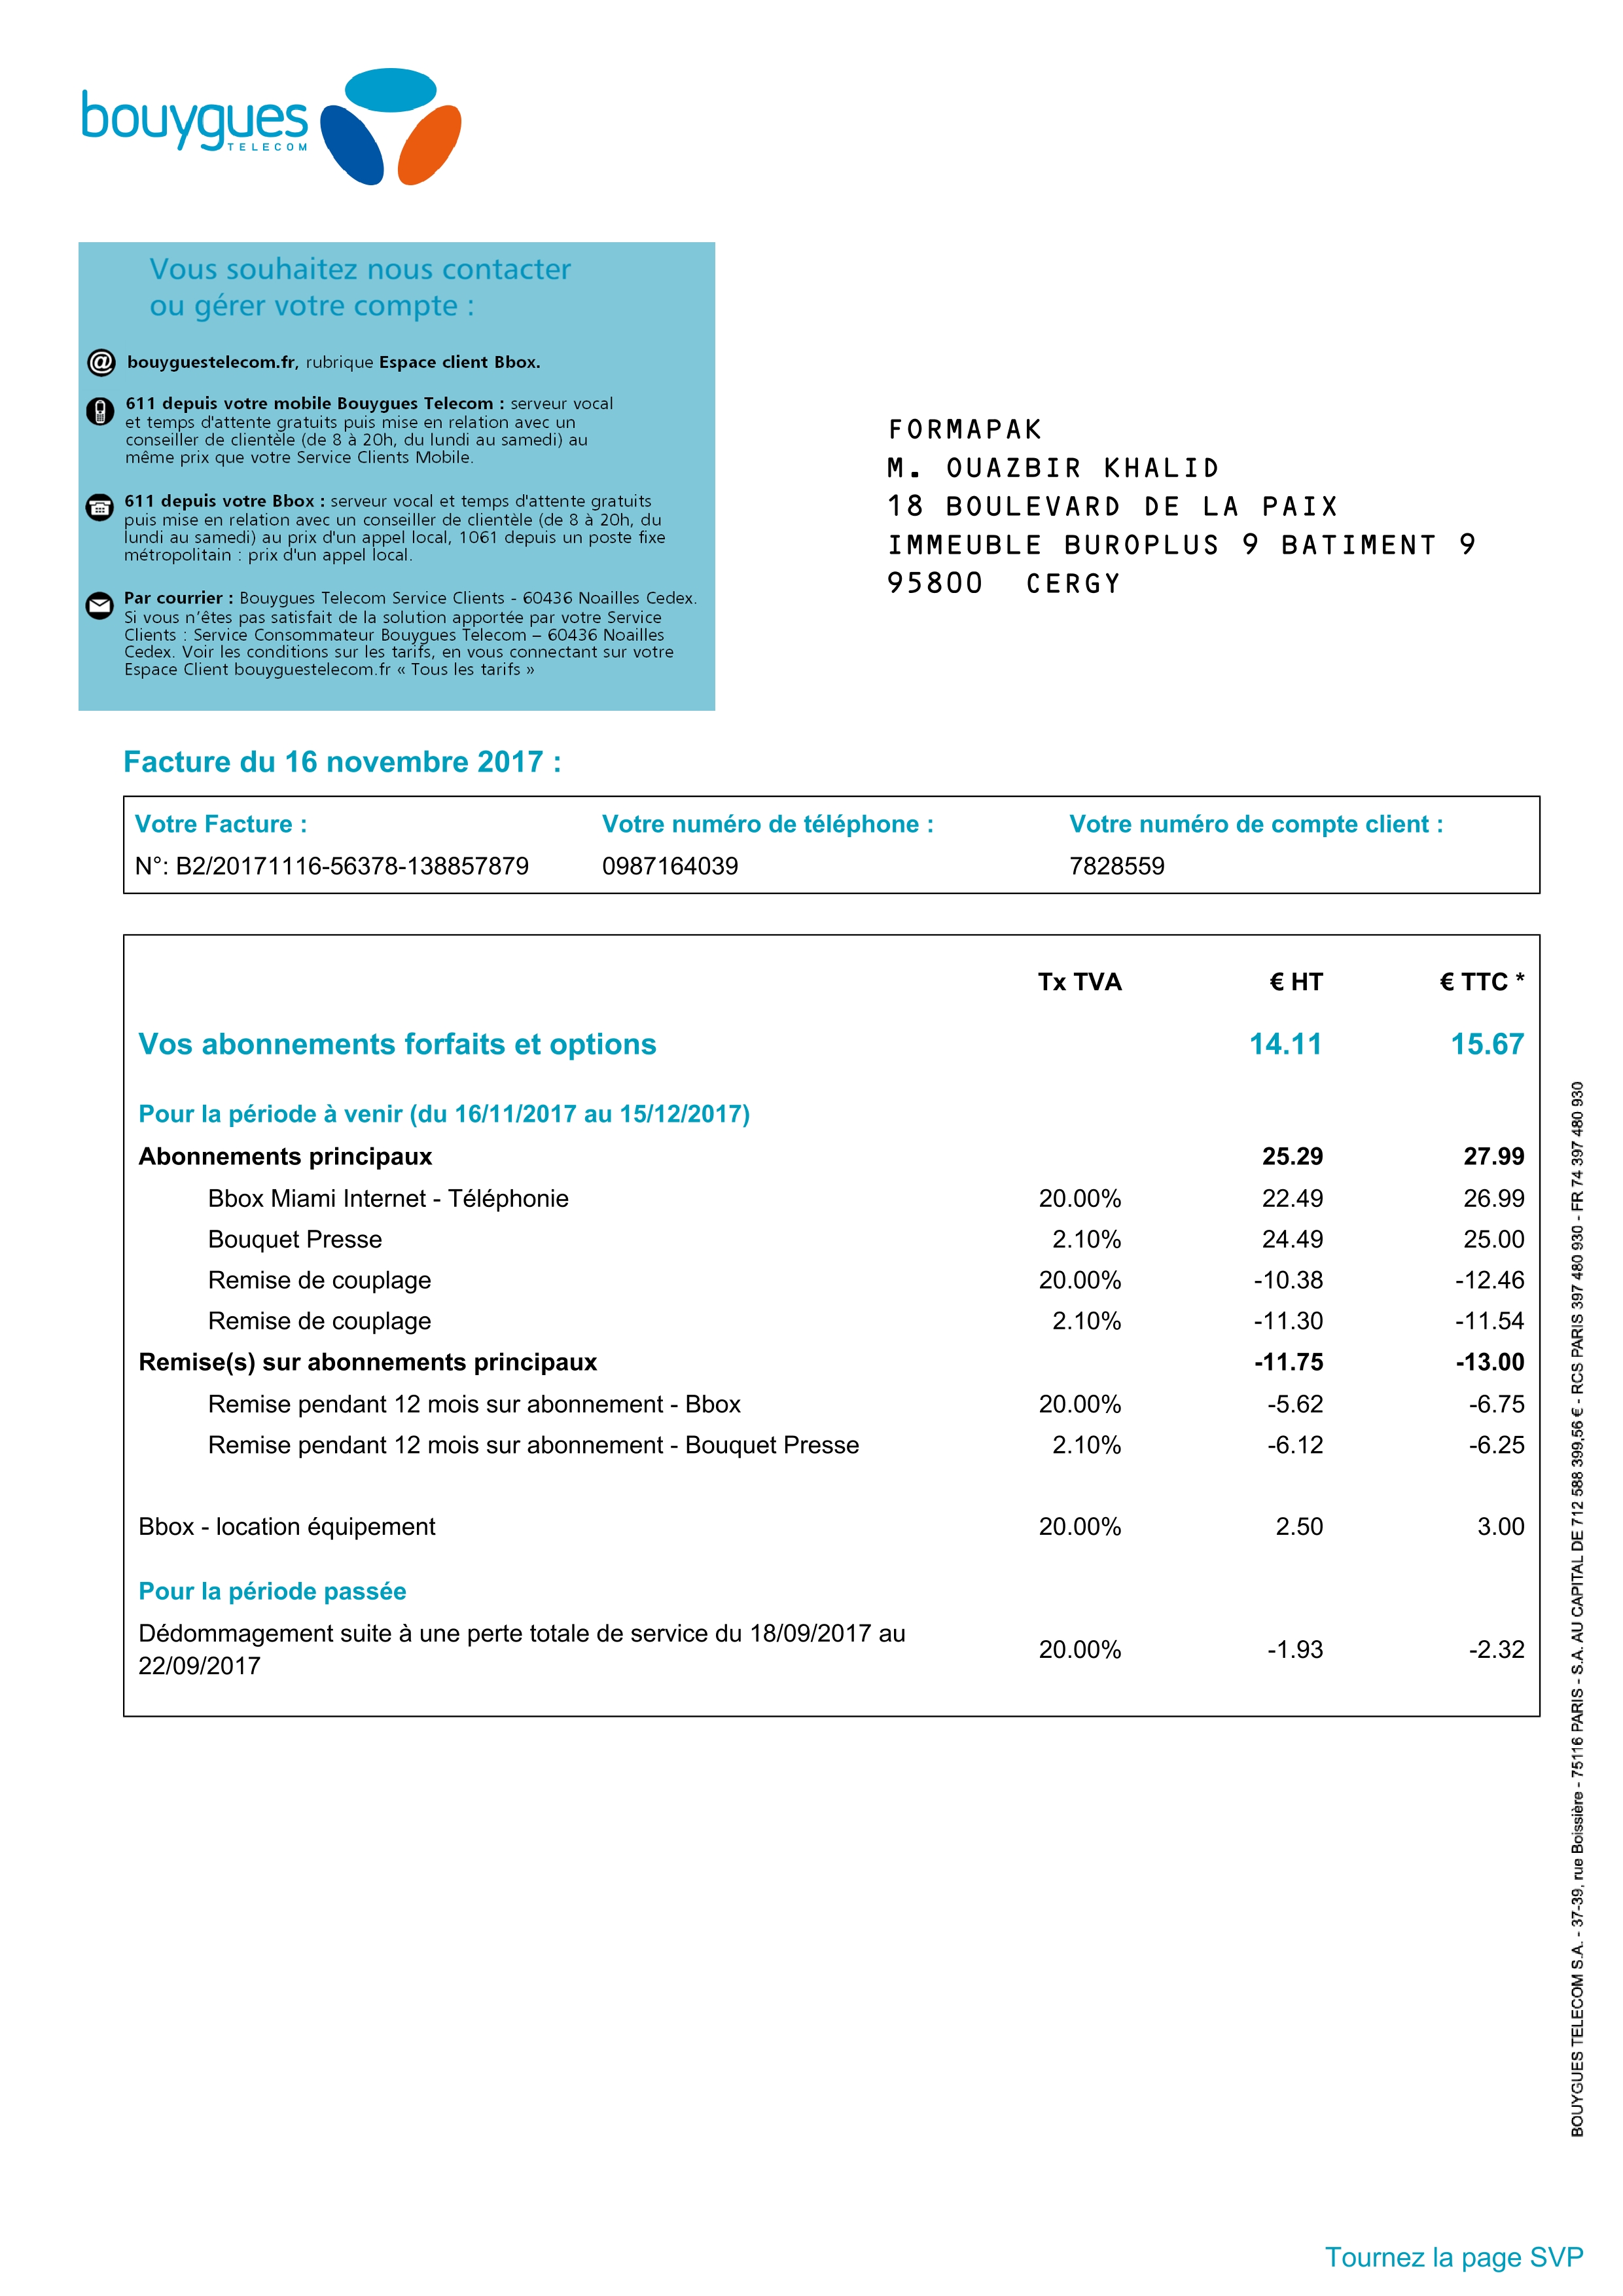 bouygues
TELECOM
Vous souhaitez nous contacter
ou gérer votre compte :
bouyguestelecom.fr, rubrique Espace client Bbox.
611 depuis votre mobile Bouygues Telecom : serveur vocal
et temps d'attente gratuits puis mise en relation avec un
conseiller de clientèle (de 8 à 20h, du lundi au samedi) au
même prix que votre Service Clients Mobile.
611 depuis votre Bbox : serveur vocal et temps d'attente gratuits
puis mise en relation avec un conseiller de clientèle (de 8 à 20h, du
lundi au samedi) au prix d'un appel local, 1061 depuis un poste fixe
métropolitain : prix d'un appel local.
Par courrier : Bouygues Telecom Service Clients - 60436 Noailles Cedex.
Si vous n’êtes pas satisfait de la solution apportée par votre Service
Clients : Service Consommateur Bouygues Telecom – 60436 Noailles
Cedex. Voir les conditions sur les tarifs, en vous connectant sur votre
Espace Client bouyguestelecom.fr « Tous les tarifs »
FORMAPAK
M. OUAZBIR KHALID
18 BOULEVARD DE LA PAIX
IMMEUBLE BUROPLUS 9 BATIMENT 9
95800 CERGY
Facture du 16 novembre 2017 :
Votre Facture : Votre numéro de téléphone : Votre numéro de compte client :
N°: B2/20171116-56378-138857879 0987164039 7828559
Tx TVA € HT € TTC *
Vos abonnements forfaits et options 14.11 15.67
Pour la période à venir (du 16/11/2017 au 15/12/2017)
Abonnements principaux 25.29 27.99
Bbox Miami Internet - Téléphonie 20.00% 22.49 26.99
Bouquet Presse 2.10% 24.49 25.00
Remise de couplage 20.00% -10.38 -12.46
Remise de couplage 2.10% -11.30 -11.54
Remise(s) sur abonnements principaux -11.75 -13.00
Remise pendant 12 mois sur abonnement - Bbox 20.00% -5.62 -6.75
Remise pendant 12 mois sur abonnement - Bouquet Presse 2.10% -6.12 -6.25
Bbox - location équipement 20.00% 2.50 3.00
Pour la période passée
Dédommagement suite à une perte totale de service du 18/09/2017 au
22/09/2017 20.00% -1.93 -2.32
BOUYGUES TELECOM S.A. - 37-39, rue Boissière - 75116 PARIS - S.A. AU CAPITAL DE 712 588 399,56 € - RCS PARIS 397 480 930 - FR 74 397 480 930
Tournez la page SVP